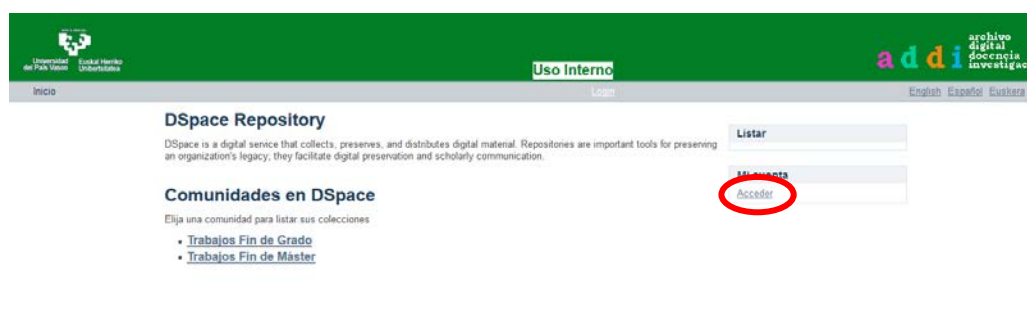 Universidad del País Vasco
Euskal Herriko Unibertsitatea
Uso Interno
addi
archivo
digital
docencia
investigac
Inicio
Login
English Español Euskera
DSpace Repository
DSpace is a digital service that collects, preserves, and distributes digital material. Repositories are important tools for preserving
an organization's legacy; they facilitate digital preservation and scholarly communication.
Comunidades en DSpace
Elija una comunidad para listar sus colecciones
• Trabajos Fin de Grado
• Trabajos Fin de Máster
Listar
Mi cuenta
Acceder